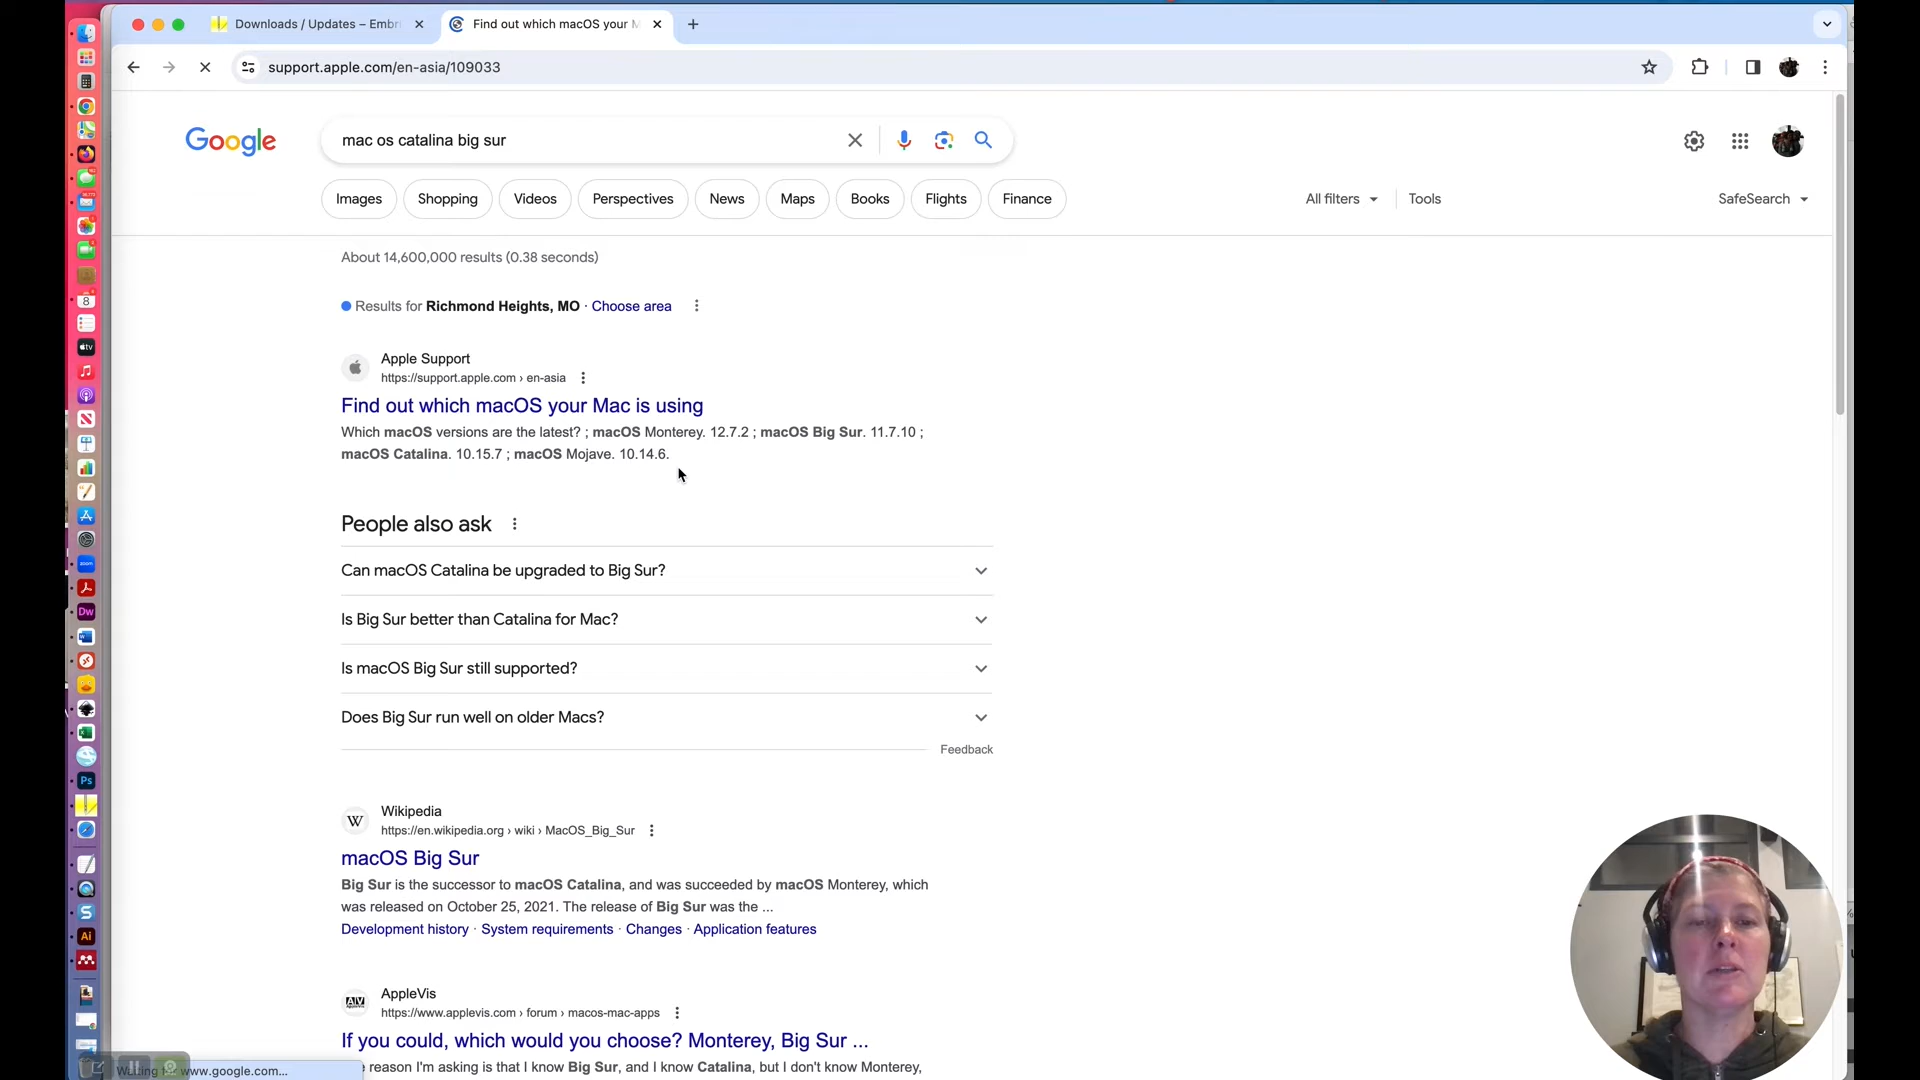 Downloads / Updates – Embr
Find out which macOS your M
support.apple.com/en-asia/109033
Google
mac os catalina big sur
Images
Shopping
Videos
Perspectives
News
Maps
Books
Flights
Finance
All filters
Tools
SafeSearch
About 14,600,000 results (0.38 seconds)
Results for Richmond Heights, MO · Choose area
Apple Support
https://support.apple.com › en-asia
Find out which macOS your Mac is using
Which macOS versions are the latest? ; macOS Monterey. 12.7.2 ; macOS Big Sur. 11.7.10 ;
macOS Catalina. 10.15.7 ; macOS Mojave. 10.14.6.
People also ask
Can macOS Catalina be upgraded to Big Sur?
Is Big Sur better than Catalina for Mac?
Is macOS Big Sur still supported?
Does Big Sur run well on older Macs?
Feedback
W
Wikipedia
https://en.wikipedia.org › wiki › MacOS_Big_Sur
macOS Big Sur
Big Sur is the successor to macOS Catalina, and was succeeded by macOS Monterey, which
was released on October 25, 2021. The release of Big Sur was the ...
Development history · System requirements · Changes · Application features
AV
AppleVis
https://www.applevis.com › forum › macos-mac-apps
If you could, which would you choose? Monterey, Big Sur ...
reason I'm asking is that I know Big Sur, and I know Catalina, but I don't know Monterey,
Waiting for www.google.com...
8
tv
zoom
Dw
Ps
Ai